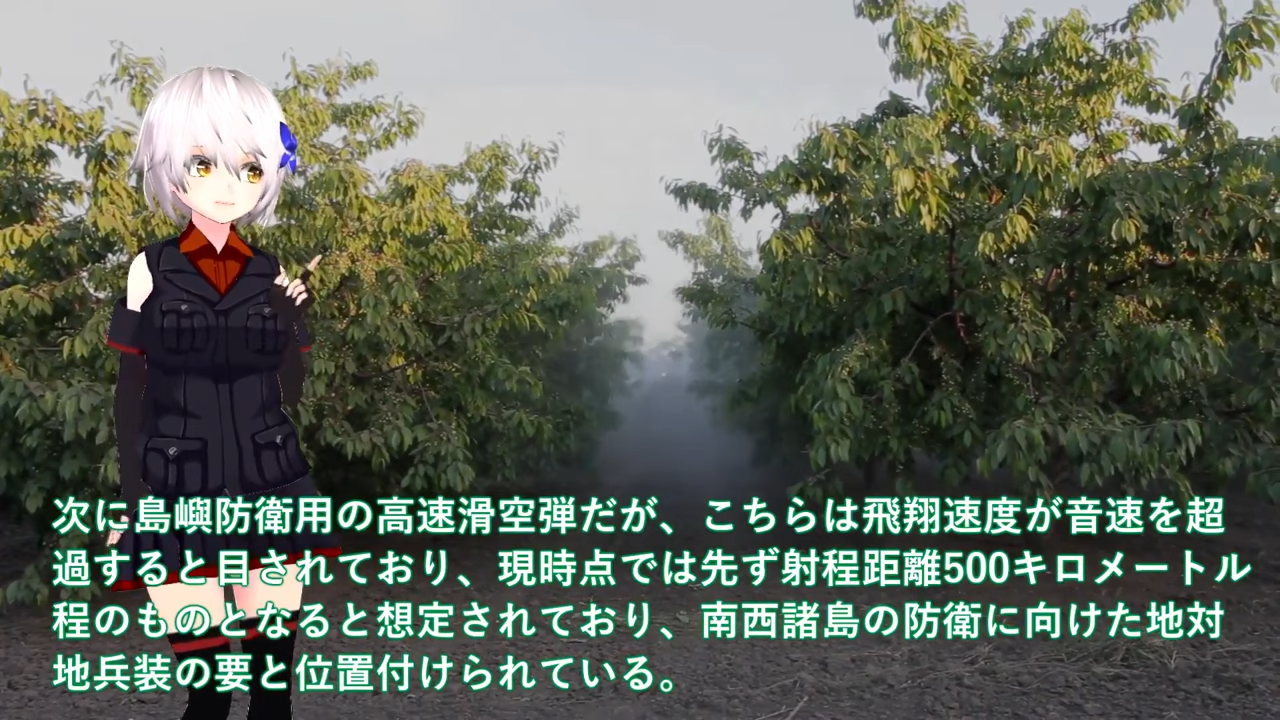 次に島嶼防衛用の高速滑空弾だが、こちらは飛翔速度が音速を超
過すると目されており、現時点では先ず射程距離500キロメートル
程のものとなると想定されており、南西諸島の防衛に向けた地対
地兵装の要と位置付けられている。